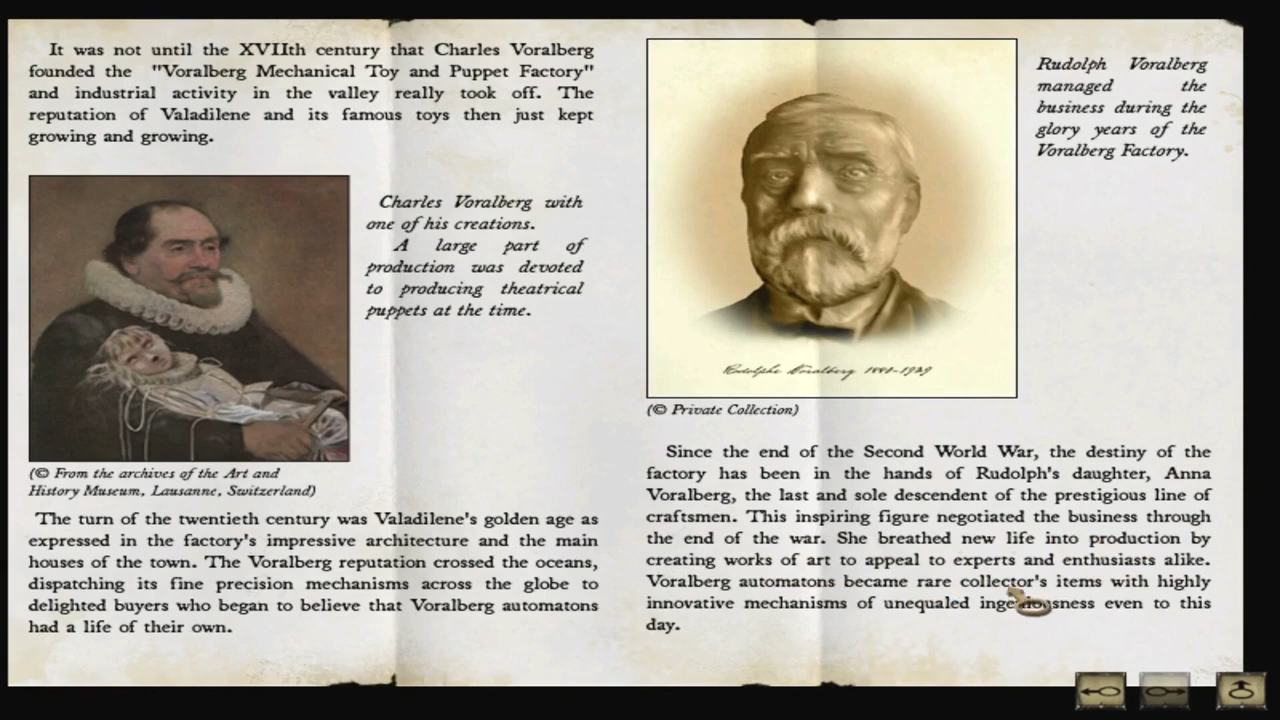 It was not until the XVIIth century that Charles Voralberg
founded the "Voralberg Mechanical Toy and Puppet Factory"
and industrial activity in the valley really took off. The
reputation of Valadilene and its famous toys then just kept
growing and growing.
Charles Voralberg with
one of his creations.
A large part of
production was devoted
to producing theatrical
puppets at the time.
(© From the archives of the Art and
History Museum, Lausanne, Switzerland)
The turn of the twentieth century was Valadilene's golden age as
expressed in the factory's impressive architecture and the main
houses of the town. The Voralberg reputation crossed the oceans,
dispatching its fine precision mechanisms across the globe to
delighted buyers who began to believe that Voralberg automatons
had a life of their own.
Rudolph Voralberg
managed the
business during the
glory years of the
Voralberg Factory.
Rodolphe Voralberg
(© Private Collection)
Since the end of the Second World War, the destiny of the
factory has been in the hands of Rudolph's daughter, Anna
Voralberg, the last and sole descendent of the prestigious line of
craftsmen. This inspiring figure negotiated the business through
the end of the war. She breathed new life into production by
creating works of art to appeal to experts and enthusiasts alike.
Voralberg automatons became rare collector's items with highly
innovative mechanisms of unequaled ingeniousness even to this
day.